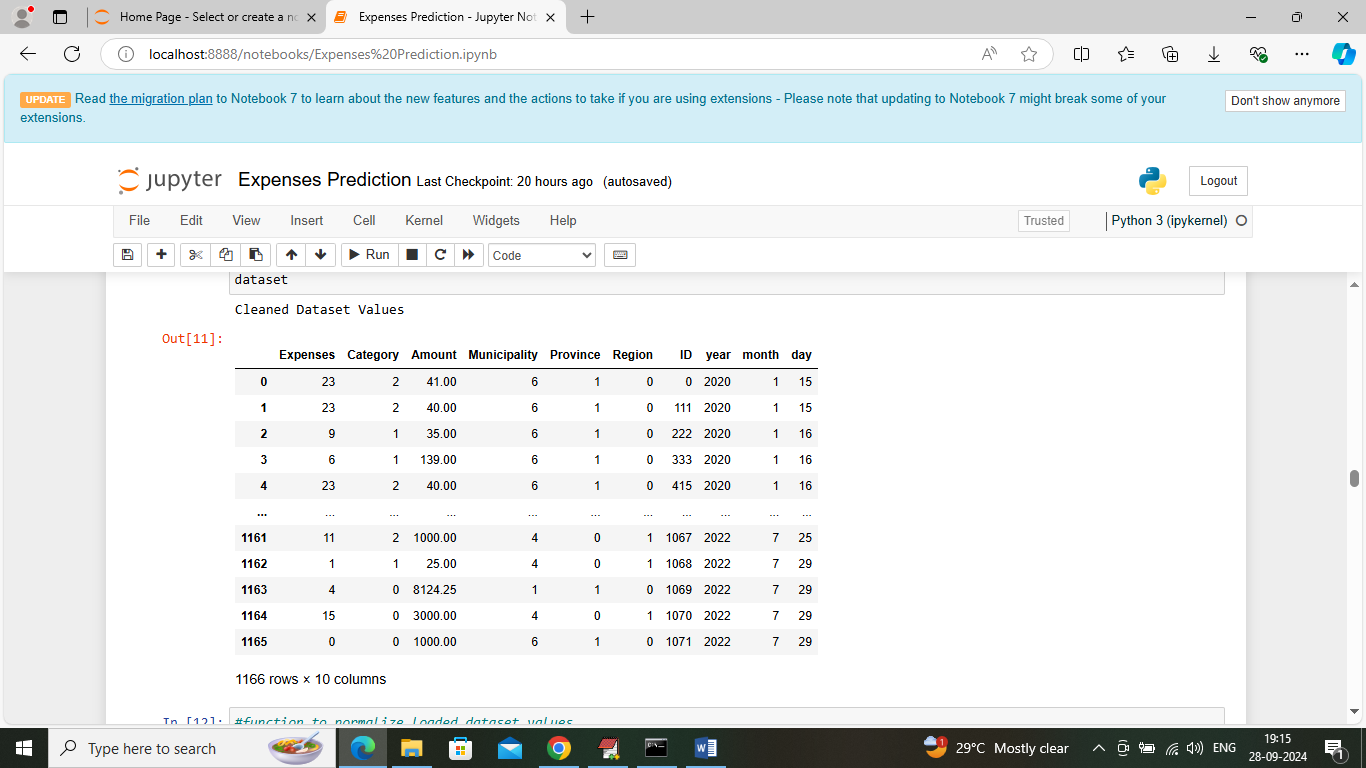 Home Page - Select or create a no
Expenses Prediction - Jupyter Not
localhost:8888/notebooks/Expenses%20Prediction.ipynb
UPDATE Read the migration plan to Notebook 7 to learn about the new features and the actions to take if you are using extensions - Please note that updating to Notebook 7 might break some of your
extensions.
Don't show anymore
jupyter Expenses Prediction Last Checkpoint: 20 hours ago (autosaved)
Logout
File Edit View Insert Cell Kernel Widgets Help
Trusted Python 3 (ipykernel)
Run Code
dataset
Cleaned Dataset Values
Out[11]:
Expenses Category Amount Municipality Province Region ID year month day
0 23 2 41.00 6 1 0 0 2020 1 15
1 23 2 40.00 6 1 0 111 2020 1 15
2 9 1 35.00 6 1 0 222 2020 1 16
3 6 1 139.00 6 1 0 333 2020 1 16
4 23 2 40.00 6 1 0 415 2020 1 16
... ... ... ... ... ... ... ... ... ... ...
1161 11 2 1000.00 4 0 1 1067 2022 7 25
1162 1 1 25.00 4 0 1 1068 2022 7 29
1163 4 0 8124.25 1 1 0 1069 2022 7 29
1164 15 0 3000.00 4 0 1 1070 2022 7 29
1165 0 0 1000.00 6 1 0 1071 2022 7 29
1166 rows × 10 columns
In [12]: #function to normalize loaded dataset values
Type here to search
1
29°C Mostly clear
ENG
19:15
28-09-2024
1